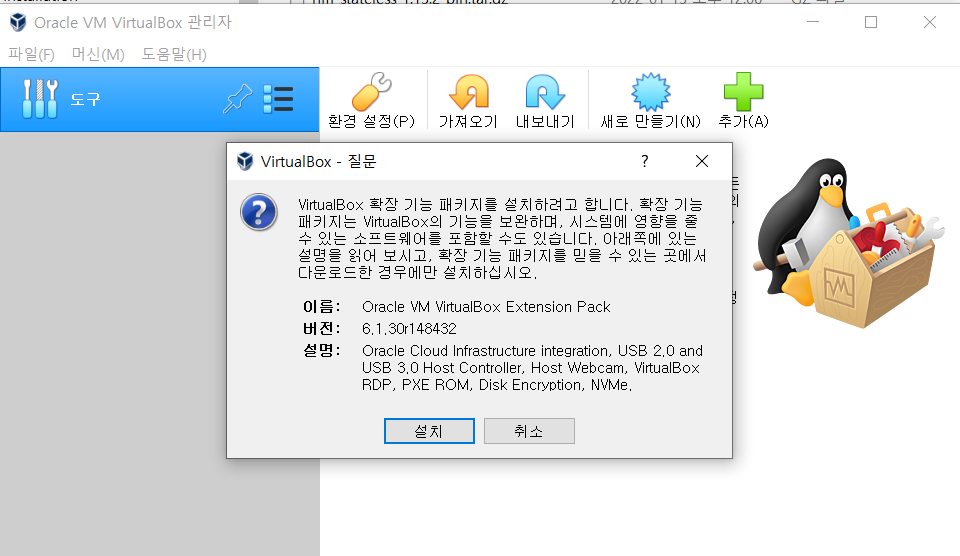 Oracle VM VirtualBox 관리자
파일(F) 머신(M) 도움말(H)
도구
환경 설정(P) 가져오기 내보내기 새로 만들기(N) 추가(A)
VirtualBox - 질문
VirtualBox 확장 기능 패키지를 설치하려고 합니다. 확장 기능
패키지는 VirtualBox의 기능을 보완하며, 시스템에 영향을 줄
수 있는 소프트웨어를 포함할 수도 있습니다. 아래쪽에 있는
설명을 읽어 보시고, 확장 기능 패키지를 믿을 수 있는 곳에서
다운로드한 경우에만 설치하십시오.
이름: Oracle VM VirtualBox Extension Pack
버전: 6.1.30r148432
설명: Oracle Cloud Infrastructure integration, USB 2.0 and
USB 3.0 Host Controller, Host Webcam, VirtualBox
RDP, PXE ROM, Disk Encryption, NVMe.
설치 취소